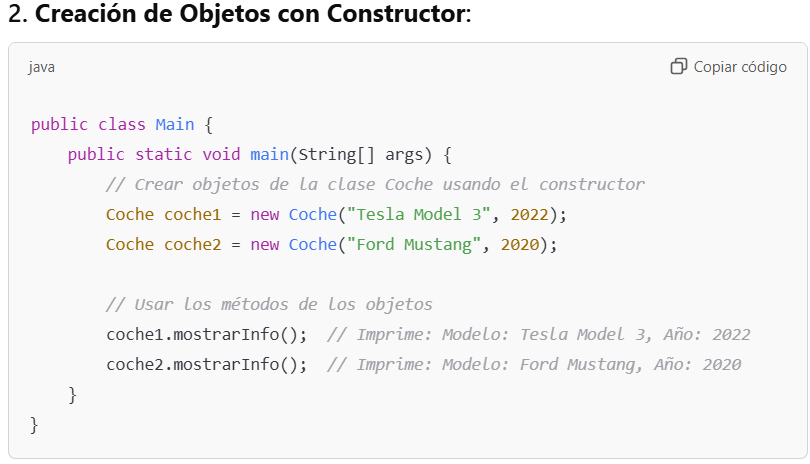 2. Creación de Objetos con Constructor:
java
Copiar código
public class Main {
    public static void main(String[] args) {
        // Crear objetos de la clase Coche usando el constructor
        Coche coche1 = new Coche("Tesla Model 3", 2022);
        Coche coche2 = new Coche("Ford Mustang", 2020);

        // Usar los métodos de los objetos
        coche1.mostrarInfo();  // Imprime: Modelo: Tesla Model 3, Año: 2022
        coche2.mostrarInfo();  // Imprime: Modelo: Ford Mustang, Año: 2020
    }
}